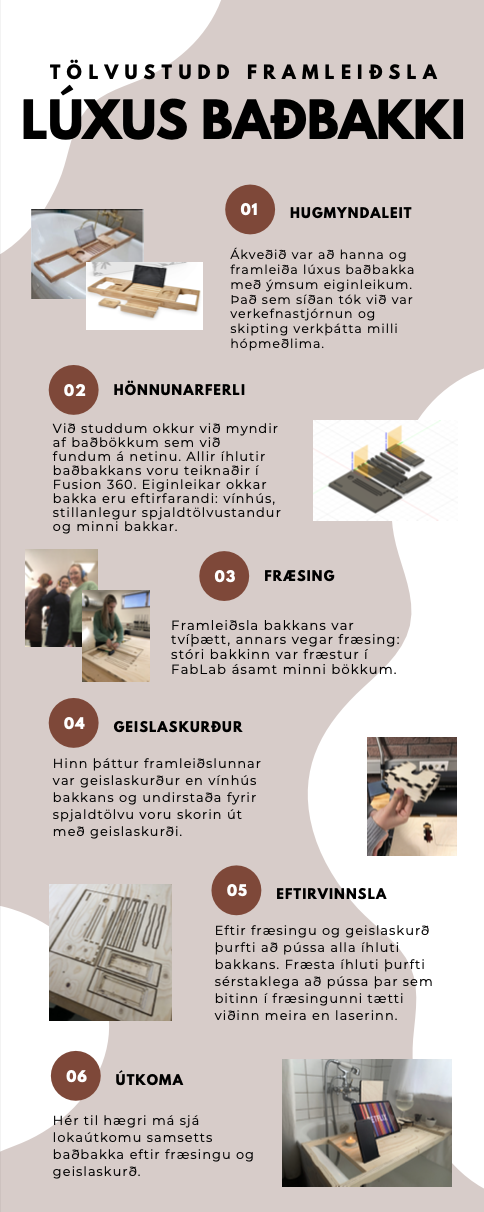 TÖLVUSTUDD FRAMLEIÐSLA
LÚXUS BAÐBAKKI
01
HUGMYNDALEIT
Ákveðið var að hanna og
framleiða lúxus baðbakka
með ýmsum eiginleikum.
Það sem síðan tók við var
verkefnastjórnun og
skipting verkþátta milli
hópmeðlima.
02
HÖNNUNARFERLI
Við studdum okkur við myndir
af baðbökkum sem við
fundum á netinu. Allir íhlutir
baðbakkans voru teiknaðir í
Fusion 360. Eiginleikar okkar
bakka eru eftirfarandi: vínhús,
stillanlegur spjaldtölvustandur
og minni bakkar.
03
FRÆSING
Framleiðsla bakkans var
tvíþætt, annars vegar fræsing:
stóri bakkinn var fræstur í
FabLab ásamt minni bökkum.
04
GEISLASKURÐUR
Hinn þáttur framleiðslunnar
var geislaskurður en vínhús
bakkans og undirstaða fyrir
spjaldtölvu voru skorin út
með geislaskurði.
05
EFTIRVINNSLA
Eftir fræsingu og geislaskurð
þurfti að pússa alla íhluti
bakkans. Fræsta íhluti þurfti
sérstaklega að pússa þar sem
bitinn í fræsingunni tætti
viðinn meira en laserinn.
06
ÚTKOMA
Hér til hægri má sjá
lokaútkomu samsetts
baðbakka eftir fræsingu og
geislaskurð.